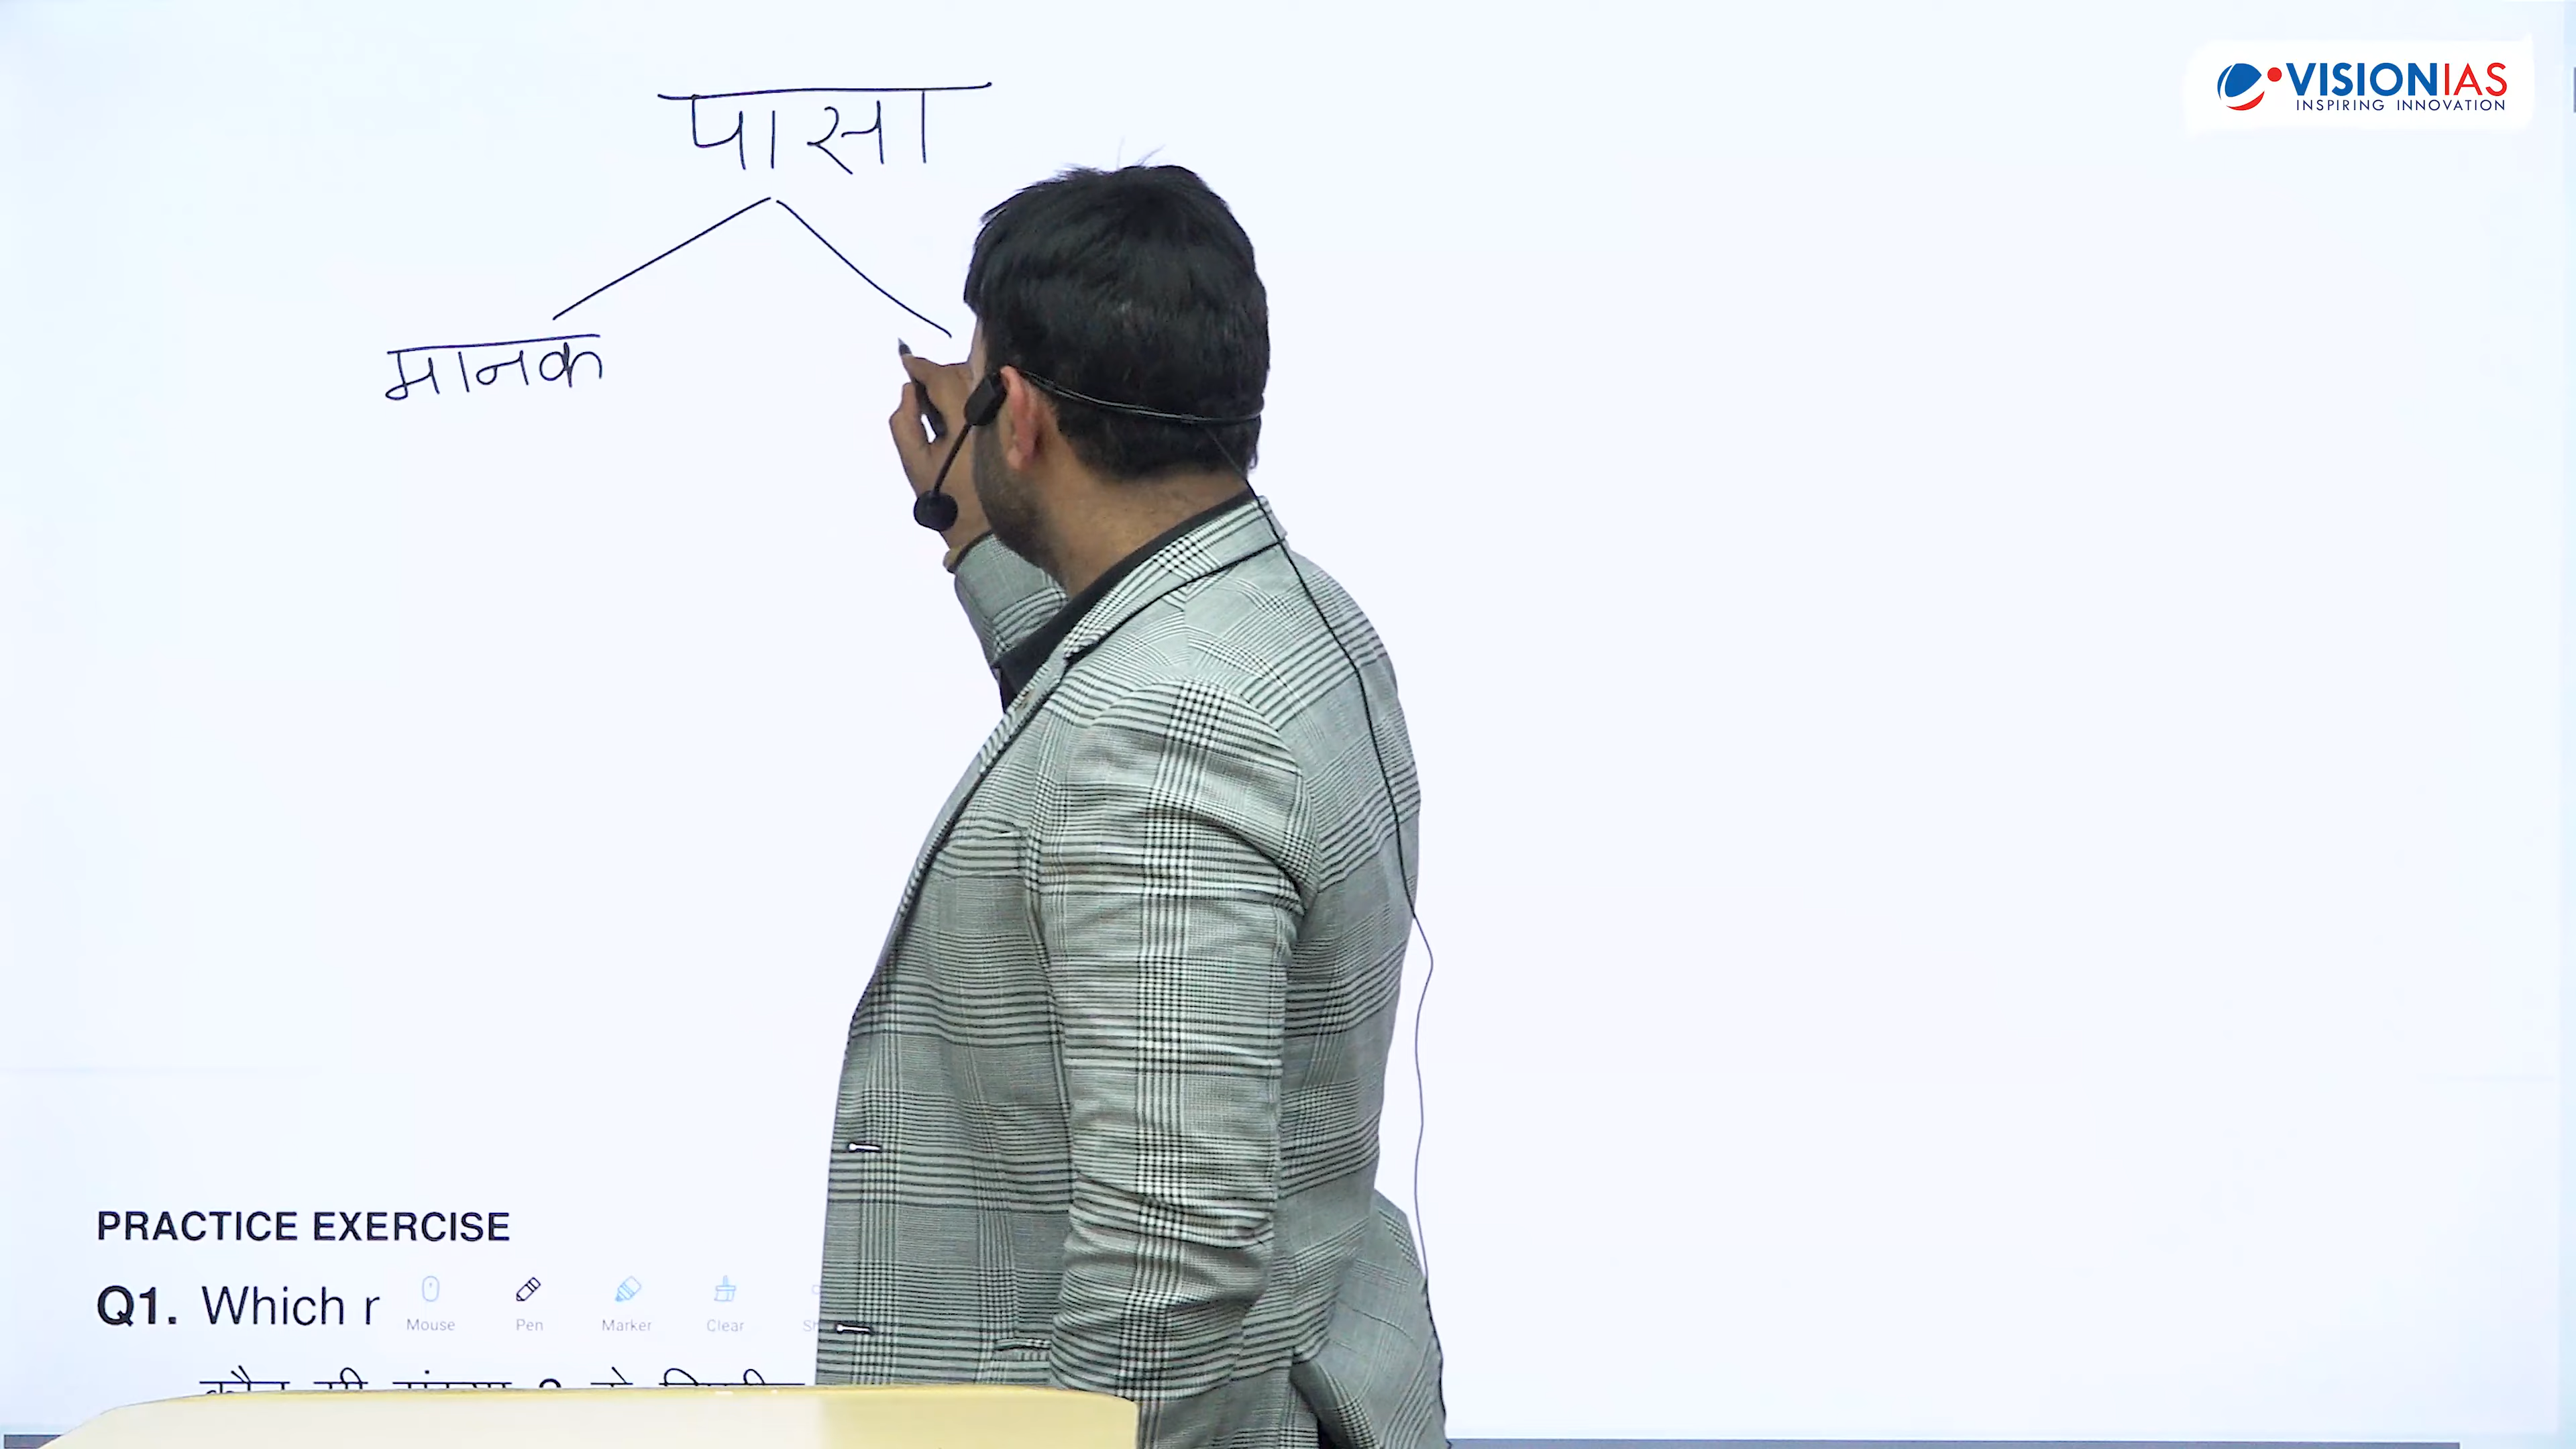 VISIONIAS
INSPIRING INNOVATION
पासा
मानक
PRACTICE EXERCISE
Q1. Which r
Mouse Pen Marker Clear